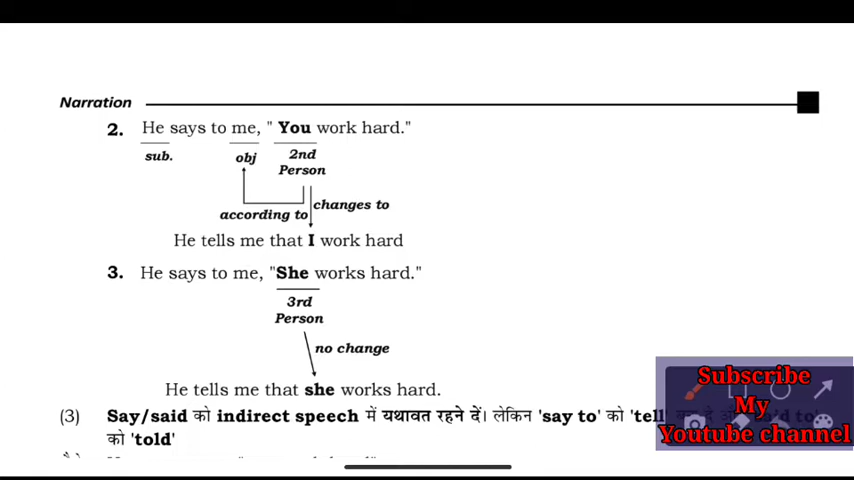 Narration
2. He says to me, " You work hard."
sub. obj 2nd Person
changes to
according to
He tells me that I work hard
3. He says to me, "She works hard."
3rd Person
no change
He tells me that she works hard.
Subscribe
My
Youtube channel
(3) Say/said को indirect speech में यथावत रहने दें। लेकिन 'say to' को 'tell'
को 'told'